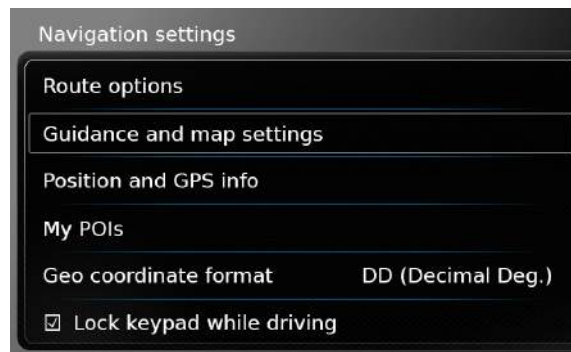 Navigation settings
Route options
Guidance and map settings
Position and GPS info
My POIs
Geo coordinate format DD (Decimal Deg.)
☑ Lock keypad while driving